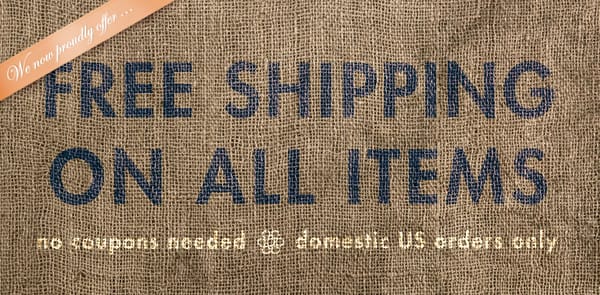 We now proudly offer ...
FREE SHIPPING
ON ALL ITEMS
no coupons needed domestic US orders only